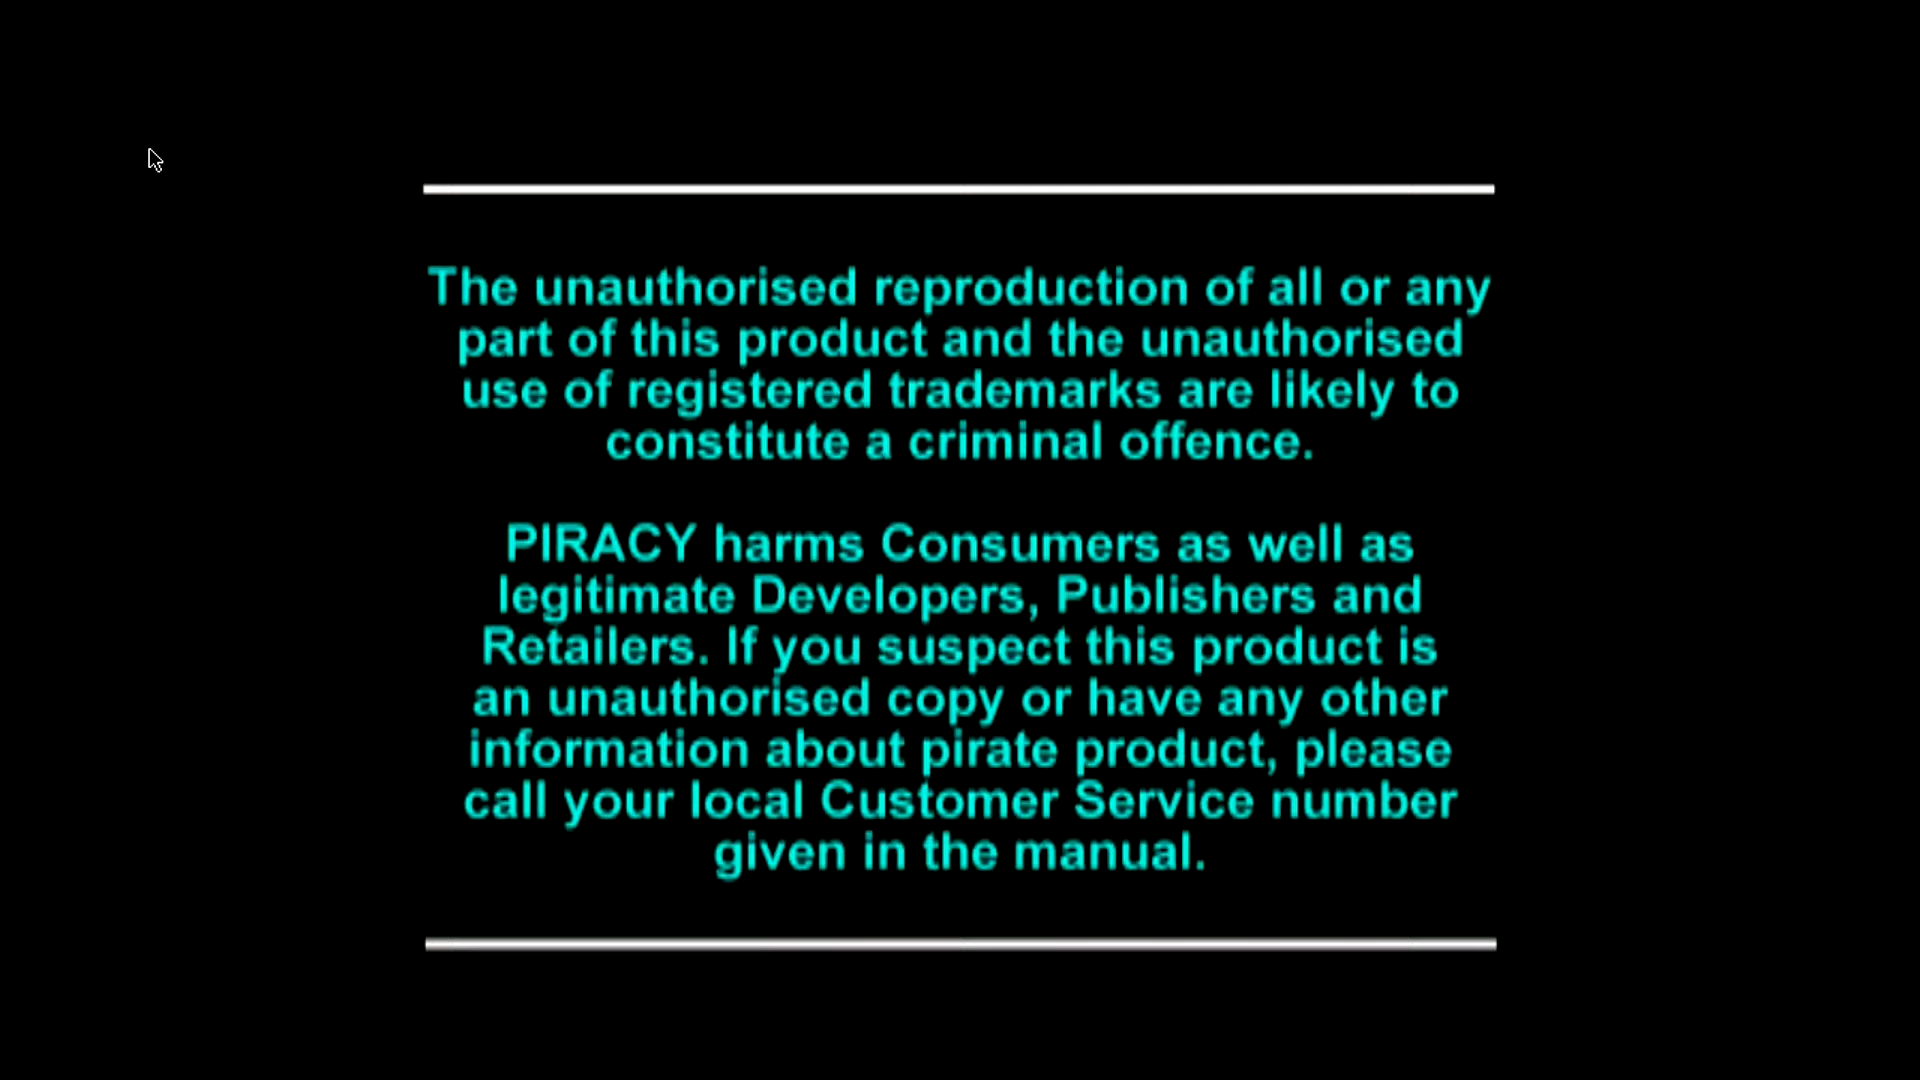 The unauthorised reproduction of all or any
part of this product and the unauthorised
use of registered trademarks are likely to
constitute a criminal offence.
PIRACY harms Consumers as well as
legitimate Developers, Publishers and
Retailers. If you suspect this product is
an unauthorised copy or have any other
information about pirate product, please
call your local Customer Service number
given in the manual.